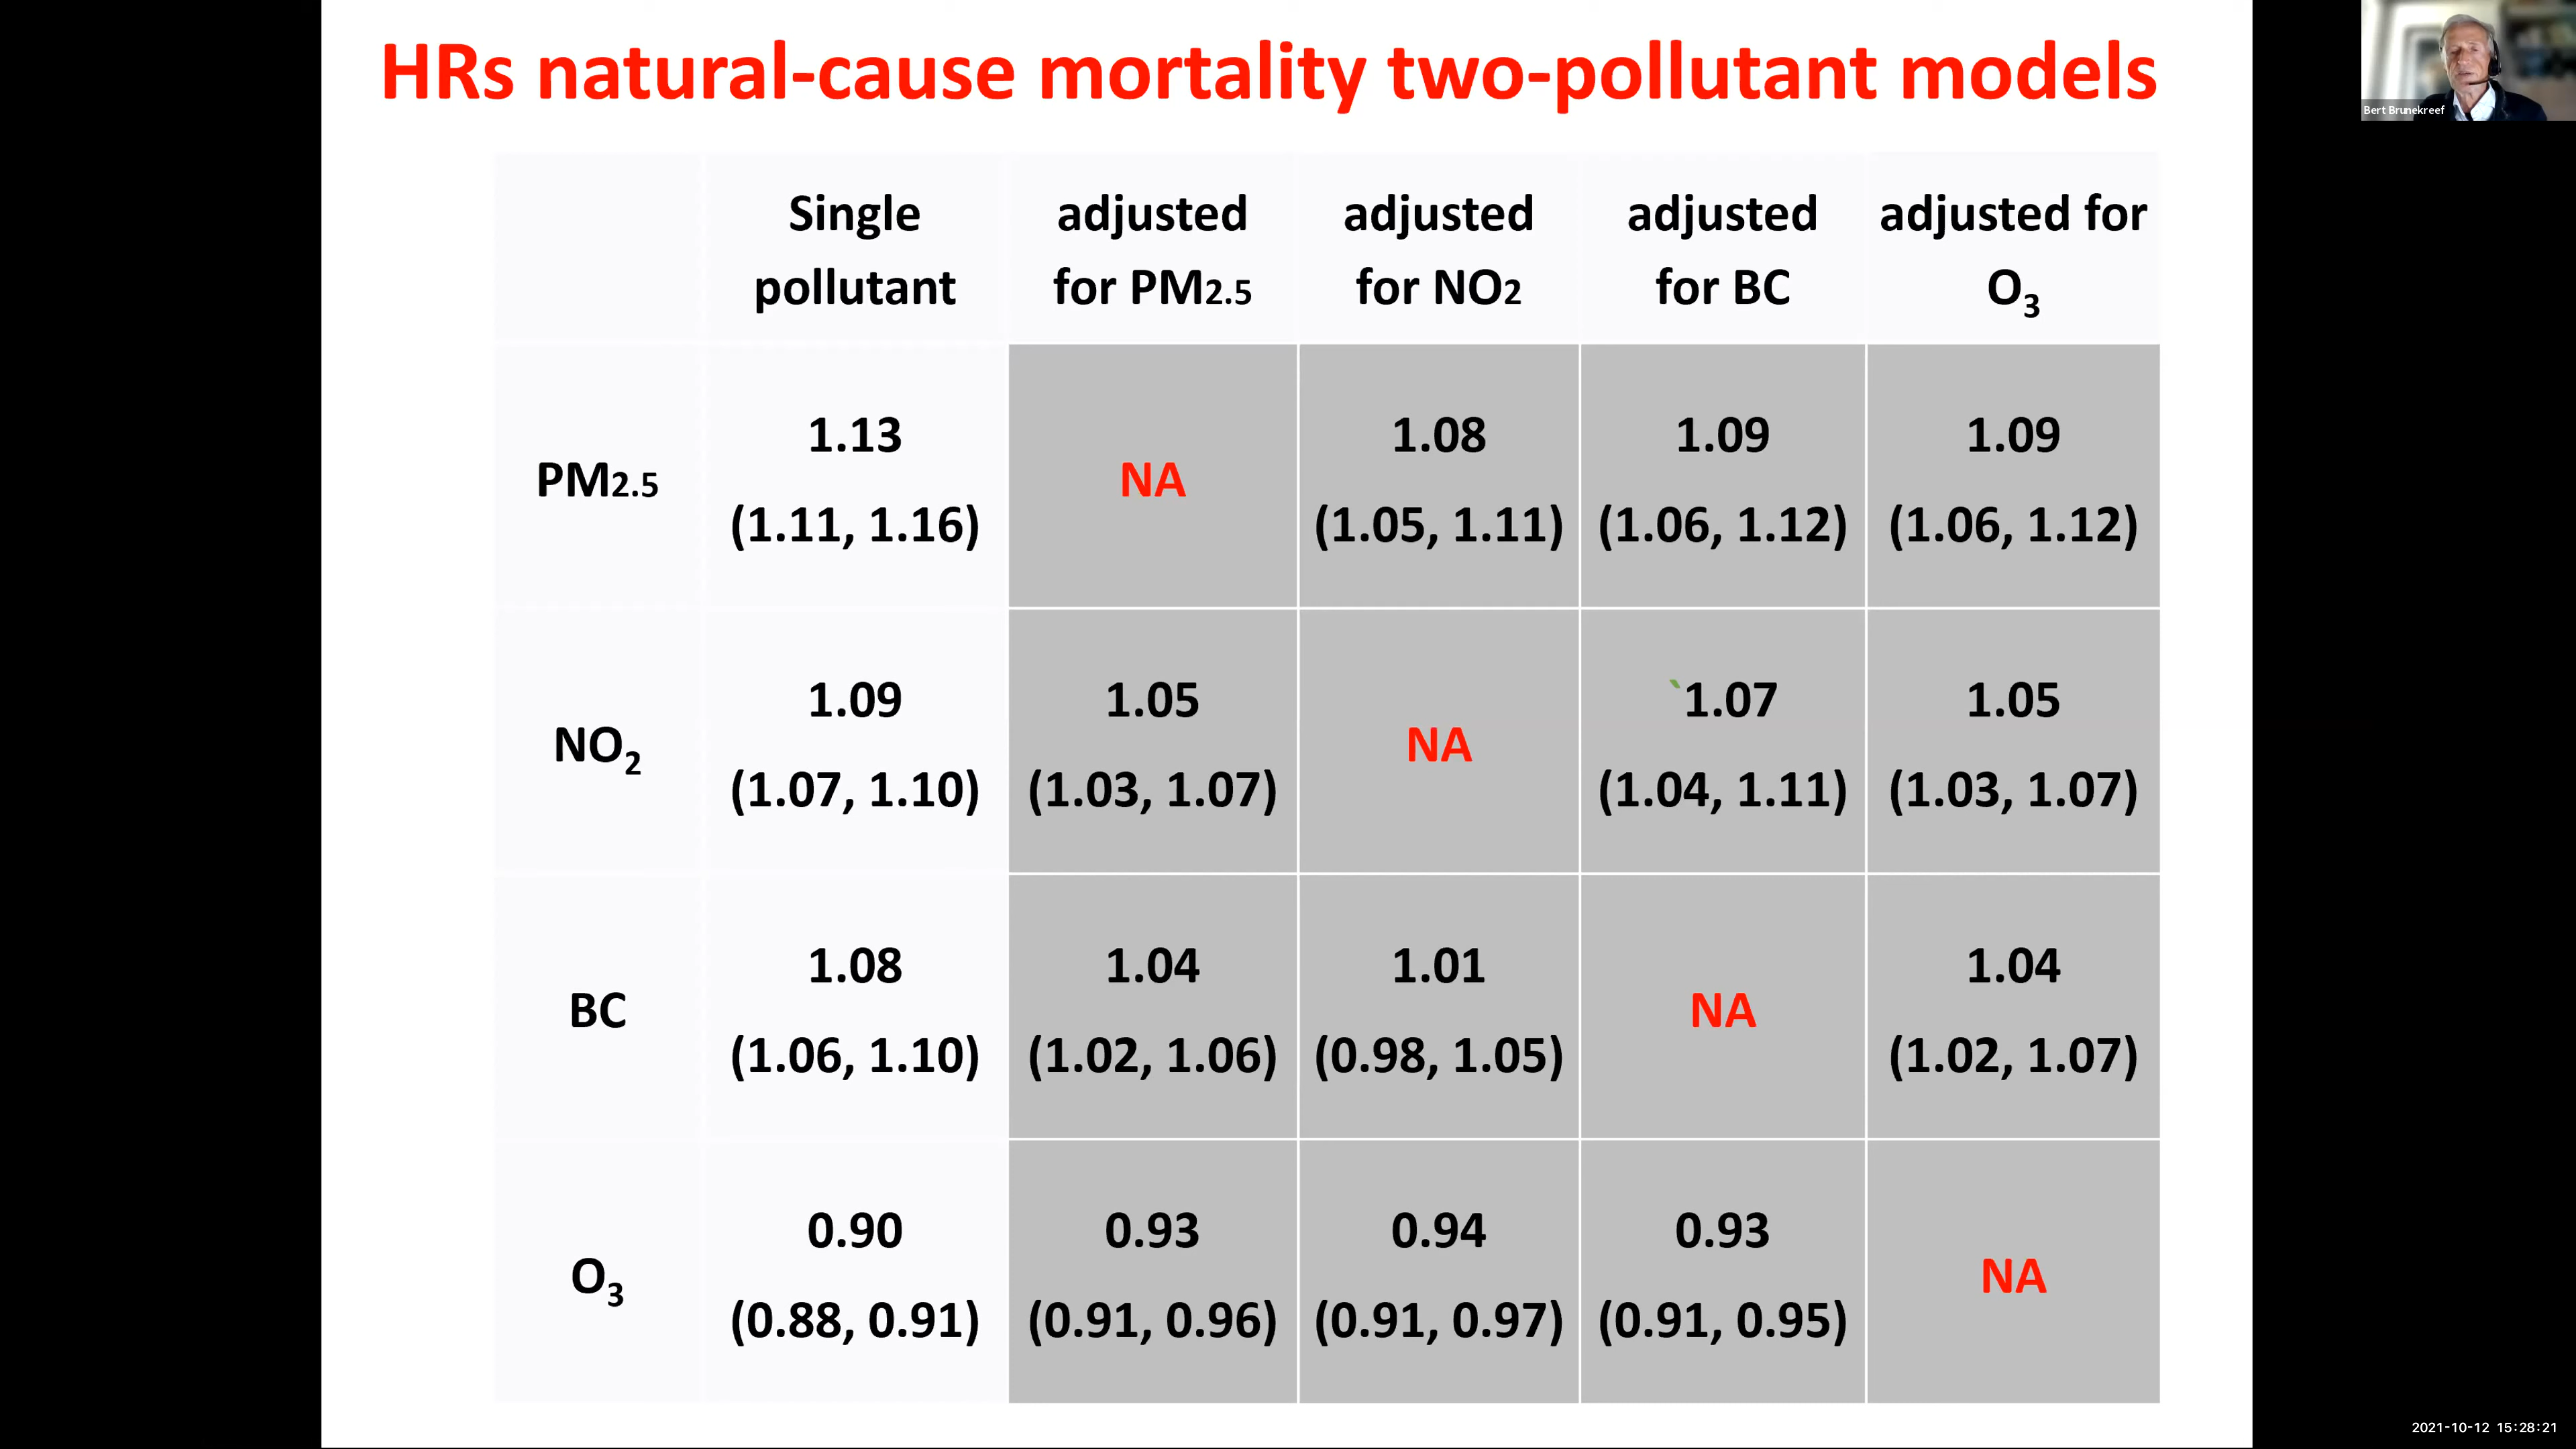 HRs natural-cause mortality two-pollutant models
Bert Brunekreef
Single pollutant
adjusted for PM2.5
adjusted for NO2
adjusted for BC
adjusted for O3
PM2.5
1.13
(1.11, 1.16)
NA
1.08
(1.05, 1.11)
1.09
(1.06, 1.12)
1.09
(1.06, 1.12)
NO2
1.09
(1.07, 1.10)
1.05
(1.03, 1.07)
NA
`1.07
(1.04, 1.11)
1.05
(1.03, 1.07)
BC
1.08
(1.06, 1.10)
1.04
(1.02, 1.06)
1.01
(0.98, 1.05)
NA
1.04
(1.02, 1.07)
O3
0.90
(0.88, 0.91)
0.93
(0.91, 0.96)
0.94
(0.91, 0.97)
0.93
(0.91, 0.95)
NA
2021-10-12 15:28:21